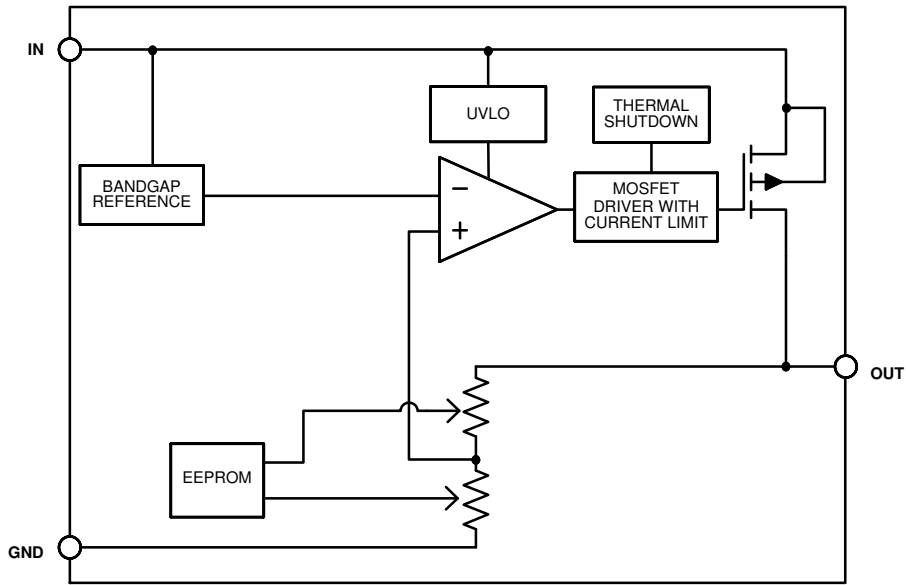 IN
UVLO
THERMAL
SHUTDOWN
BANDGAP
REFERENCE
−
+
MOSFET
DRIVER WITH
CURRENT LIMIT
OUT
EEPROM
GND